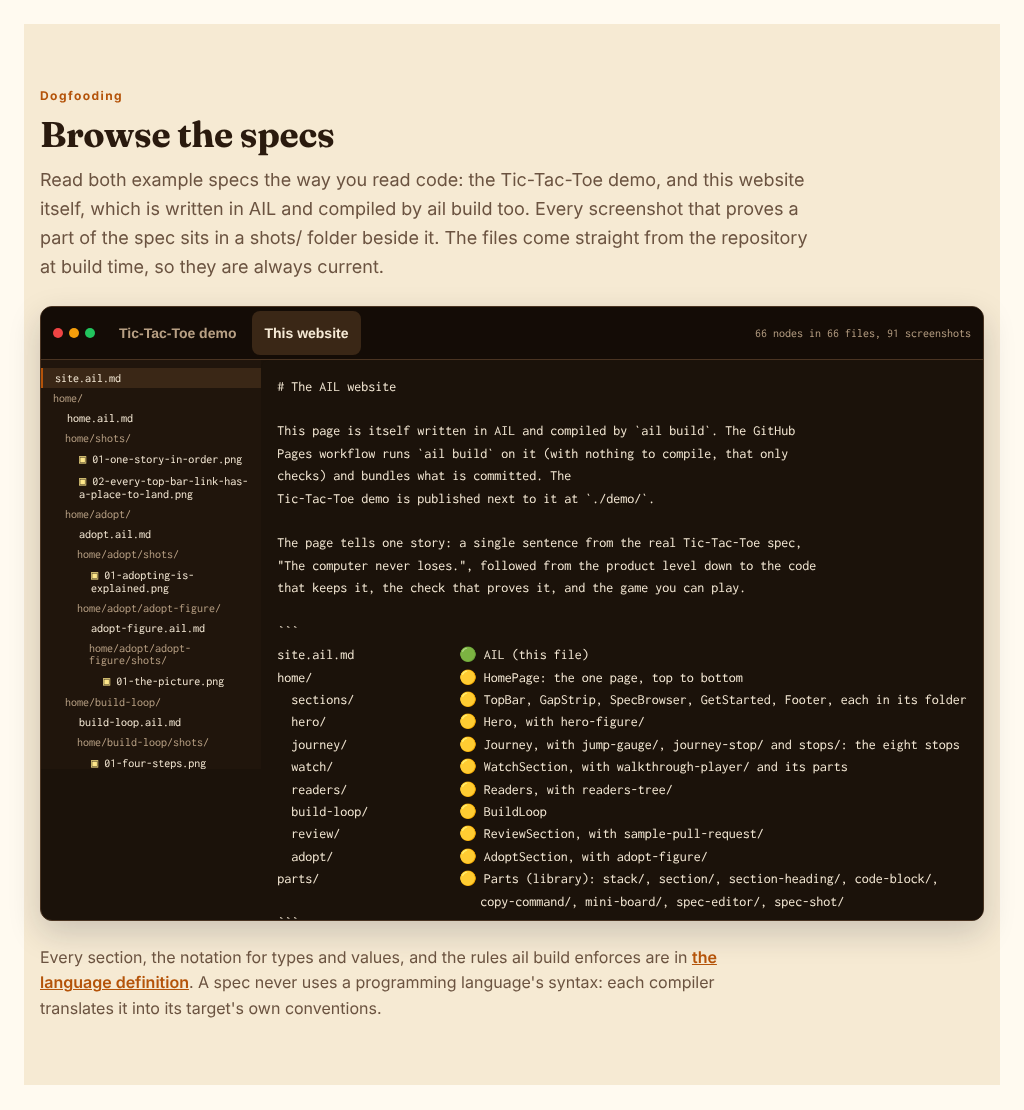 Dogfooding
Browse the specs
Read both example specs the way you read code: the Tic-Tac-Toe demo, and this website
itself, which is written in AIL and compiled by ail build too. Every screenshot that proves a
part of the spec sits in a shots/ folder beside it. The files come straight from the repository
at build time, so they are always current.
Tic-Tac-Toe demo This website 66 nodes in 66 files, 91 screenshots
site.ail.md
home/
home.ail.md
home/shots/
▣ 01-one-story-in-order.png
▣ 02-every-top-bar-link-has-
a-place-to-land.png
home/adopt/
adopt.ail.md
home/adopt/shots/
▣ 01-adopting-is-
explained.png
home/adopt/adopt-figure/
adopt-figure.ail.md
home/adopt/adopt-
figure/shots/
▣ 01-the-picture.png
home/build-loop/
build-loop.ail.md
home/build-loop/shots/
▣ 01-four-steps.png
# The AIL website
This page is itself written in AIL and compiled by `ail build`. The GitHub
Pages workflow runs `ail build` on it (with nothing to compile, that only
checks) and bundles what is committed. The
Tic-Tac-Toe demo is published next to it at `./demo/`.
The page tells one story: a single sentence from the real Tic-Tac-Toe spec,
"The computer never loses.", followed from the product level down to the code
that keeps it, the check that proves it, and the game you can play.
```
site.ail.md 🟢 AIL (this file)
home/ 🟡 HomePage: the one page, top to bottom
sections/ 🟡 TopBar, GapStrip, SpecBrowser, GetStarted, Footer, each in its folder
hero/ 🟡 Hero, with hero-figure/
journey/ 🟡 Journey, with jump-gauge/, journey-stop/ and stops/: the eight stops
watch/ 🟡 WatchSection, with walkthrough-player/ and its parts
readers/ 🟡 Readers, with readers-tree/
build-loop/ 🟡 BuildLoop
review/ 🟡 ReviewSection, with sample-pull-request/
adopt/ 🟡 AdoptSection, with adopt-figure/
parts/ 🟡 Parts (library): stack/, section/, section-heading/, code-block/,
copy-command/, mini-board/, spec-editor/, spec-shot/
```
Every section, the notation for types and values, and the rules ail build enforces are in the
language definition. A spec never uses a programming language's syntax: each compiler
translates it into its target's own conventions.